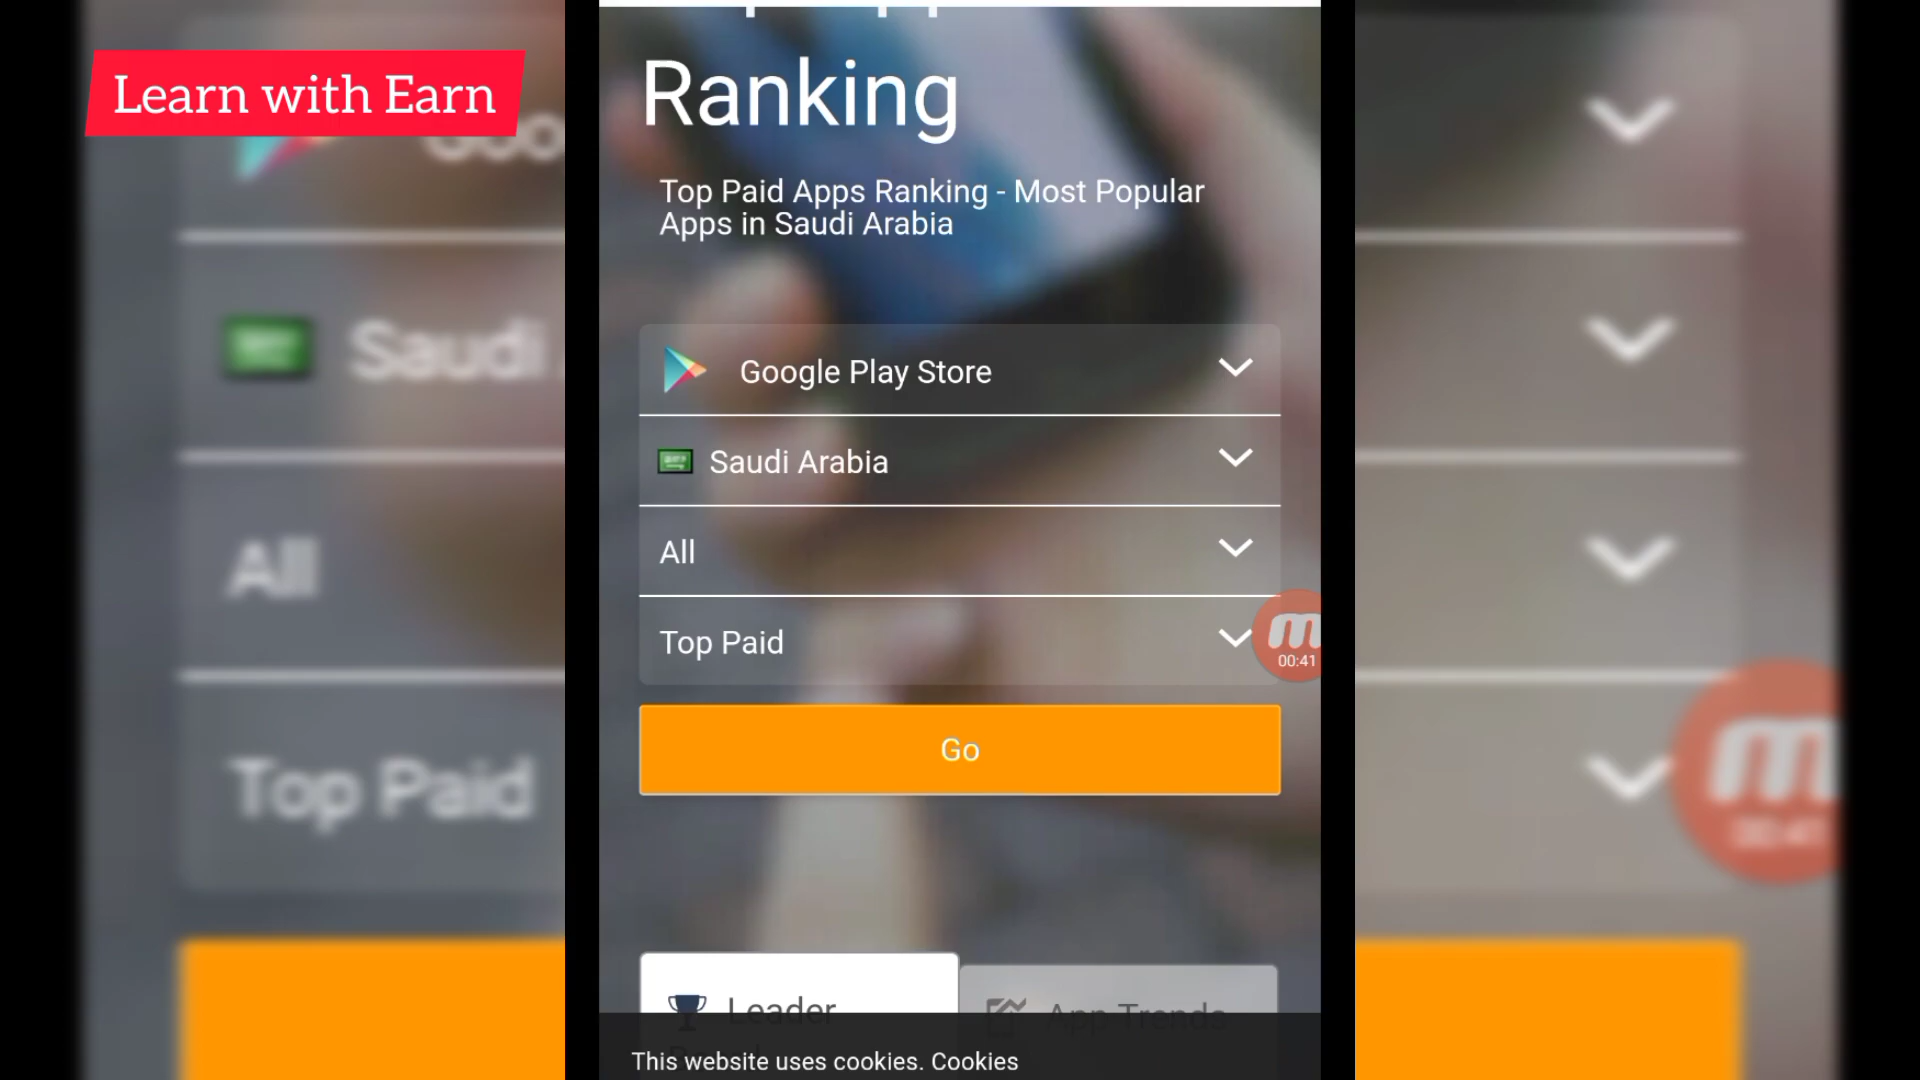 Learn with Earn
Ranking
Top Paid Apps Ranking - Most Popular
Apps in Saudi Arabia
Google Play Store
Saudi Arabia
All
Top Paid
00:41
Go
Leader
App Trends
This website uses cookies. Cookies
Saudi
All
Top Paid